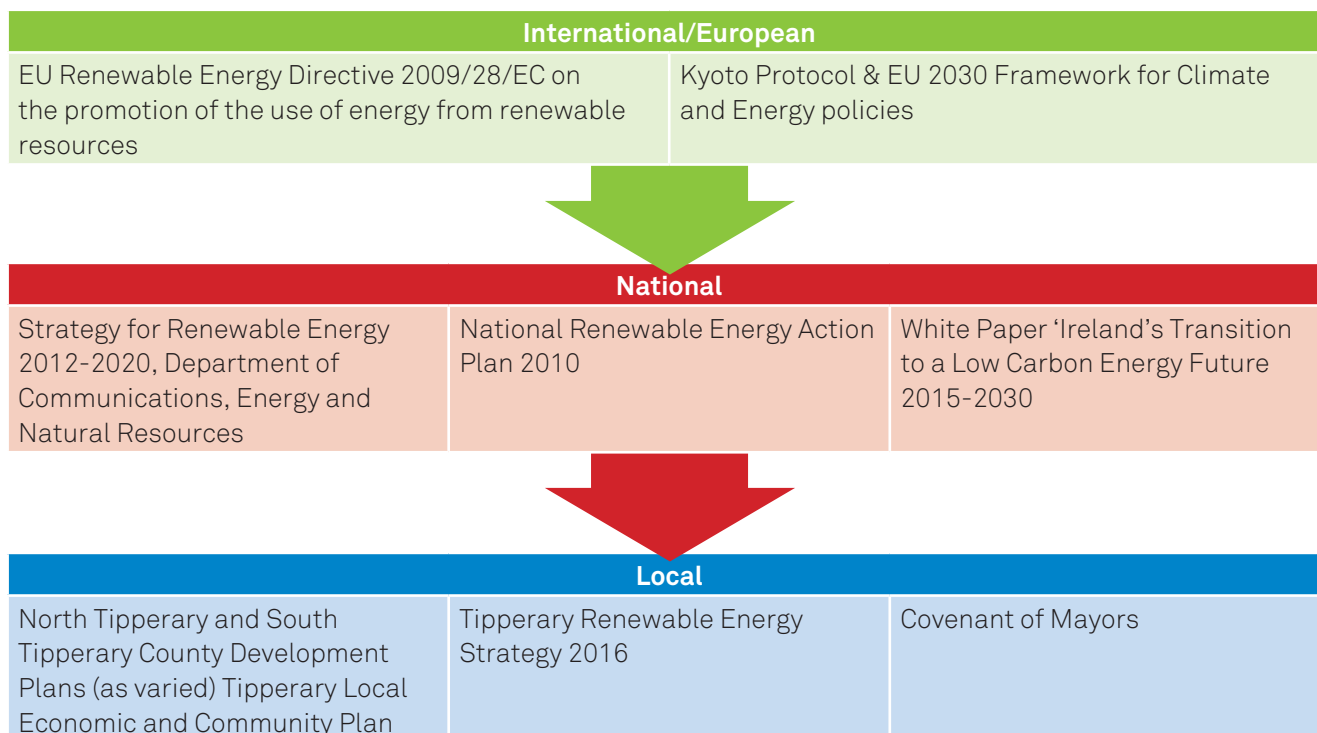 International/European
EU Renewable Energy Directive 2009/28/EC on
the promotion of the use of energy from renewable
resources
Kyoto Protocol & EU 2030 Framework for Climate
and Energy policies
National
Strategy for Renewable Energy
2012-2020, Department of
Communications, Energy and
Natural Resources
National Renewable Energy Action
Plan 2010
White Paper ‘Ireland’s Transition
to a Low Carbon Energy Future
2015-2030
Local
North Tipperary and South
Tipperary County Development
Plans (as varied) Tipperary Local
Economic and Community Plan
Tipperary Renewable Energy
Strategy 2016
Covenant of Mayors